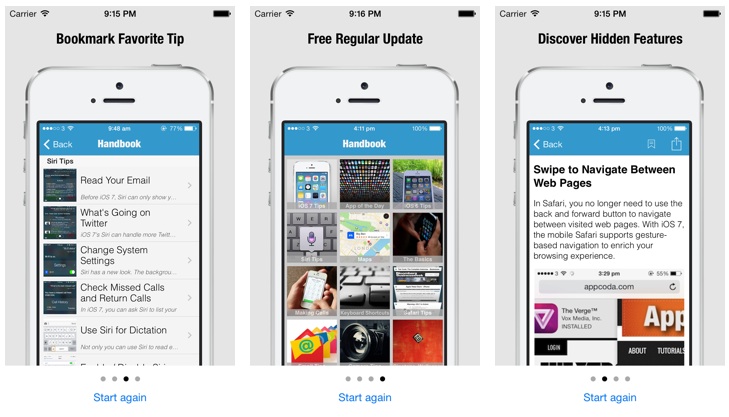 Carrier 9:15 PM
Bookmark Favorite Tip
3 9:48 am 77%
Back Handbook
Siri Tips
Read Your Email
Before iOS 7, Siri can only show y…
What's Going on
Twitter
iOS 7's Siri can handle more Twitt…
Change System
Settings
Siri has a new look. The backgrou…
Check Missed Calls
and Return Calls
In iOS 7, you can ask Siri to list your
Use Siri for Dictation
Not only you can use Siri to read e…
Start again
Carrier 9:16 PM
Free Regular Update
3 4:11 pm 100%
Handbook
iOS 7 Tips
App of the Day
iOS 6 Tips
Siri Tips
Maps
The Basics
Making Calls
Keyboard Shortcuts
Safari Tips
Start again
Carrier 9:15 PM
Discover Hidden Features
3 4:13 pm 100%
Back
Swipe to Navigate Between
Web Pages
In Safari, you no longer need to use the
back and forward button to navigate
between visited web pages. With iOS 7,
the mobile Safari supports gesture-
based navigation to enrich your
browsing experience.
3 3:29 pm 55%
appcoda.com
The Verge™
Vox Media, Inc.
INSTALLED
App
LOGIN
ABOUT TUTORIALS
Start again